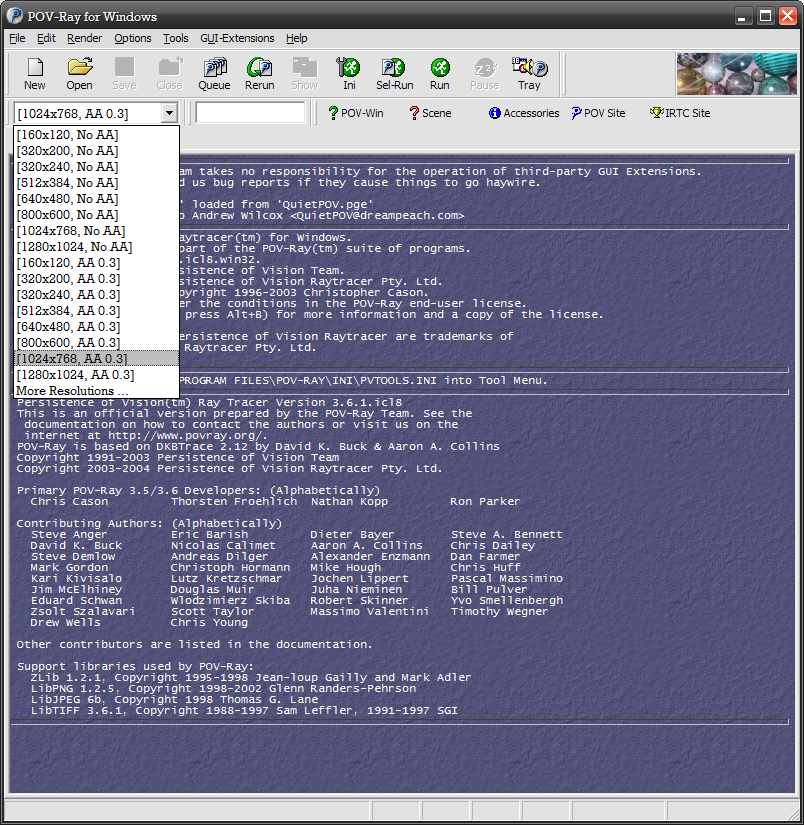 POV-Ray for Windows
File Edit Render Options Tools GUI-Extensions Help
New Open Save Close Queue Rerun Show Ini Sel-Run Run Pause Tray
[1024x768, AA 0.3] POV-Win Scene Accessories POV Site IRTC Site
[160x120, No AA]
[320x200, No AA]
[320x240, No AA]
[512x384, No AA]
[640x480, No AA]
[800x600, No AA]
[1024x768, No AA]
[1280x1024, No AA]
[160x120, AA 0.3]
[320x200, AA 0.3]
[320x240, AA 0.3]
[512x384, AA 0.3]
[640x480, AA 0.3]
[800x600, AA 0.3]
[1024x768, AA 0.3]
[1280x1024, AA 0.3]
More Resolutions ...
am takes no responsibility for the operation of third-party GUI Extensions.
d us bug reports if they cause things to go haywire.
' loaded from 'QuietPOV.pge'
o Andrew Wilcox <QuietPOV@dreampeach.com>
aytracer(tm) for Windows.
part of the POV-Ray(tm) suite of programs.
.icl8.win32.
sistence of Vision Team.
sistence of Vision Raytracer Pty. Ltd.
pyright 1996-2003 Christopher Cason.
er the conditions in the POV-Ray end-user license.
press Alt+B) for more information and a copy of the license.
ersistence of Vision Raytracer are trademarks of
Raytracer Pty. Ltd.
PROGRAM FILES\POV-RAY\INI\PVTOOLS.INI into Tool Menu.
Persistence of Vision(tm) Ray Tracer Version 3.6.1.icl8
This is an official version prepared by the POV-Ray Team. See the
documentation on how to contact the authors or visit us on the
internet at http://www.povray.org/.
POV-Ray is based on DKBTrace 2.12 by David K. Buck & Aaron A. Collins
Copyright 1991-2003 Persistence of Vision Team
Copyright 2003-2004 Persistence of Vision Raytracer Pty. Ltd.
Primary POV-Ray 3.5/3.6 Developers: (Alphabetically)
Chris Cason Thorsten Froehlich Nathan Kopp Ron Parker
Contributing Authors: (Alphabetically)
Steve Anger Eric Barish Dieter Bayer Steve A. Bennett
David K. Buck Nicolas Calimet Aaron A. Collins Chris Dailey
Steve Demlow Andreas Dilger Alexander Enzmann Dan Farmer
Mark Gordon Christoph Hormann Mike Hough Chris Huff
Kari Kivisalo Lutz Kretzschmar Jochen Lippert Pascal Massimino
Jim McElhiney Douglas Muir Juha Nieminen Bill Pulver
Eduard Schwan Wlodzimierz Skiba Robert Skinner Yvo Smellenbergh
Zsolt Szalavari Scott Taylor Massimo Valentini Timothy Wegner
Drew Wells Chris Young
Other contributors are listed in the documentation.
Support libraries used by POV-Ray:
ZLib 1.2.1, Copyright 1995-1998 Jean-loup Gailly and Mark Adler
LibPNG 1.2.5, Copyright 1998-2002 Glenn Randers-Pehrson
LibJPEG 6b, Copyright 1998 Thomas G. Lane
LibTIFF 3.6.1, Copyright 1988-1997 Sam Leffler, 1991-1997 SGI